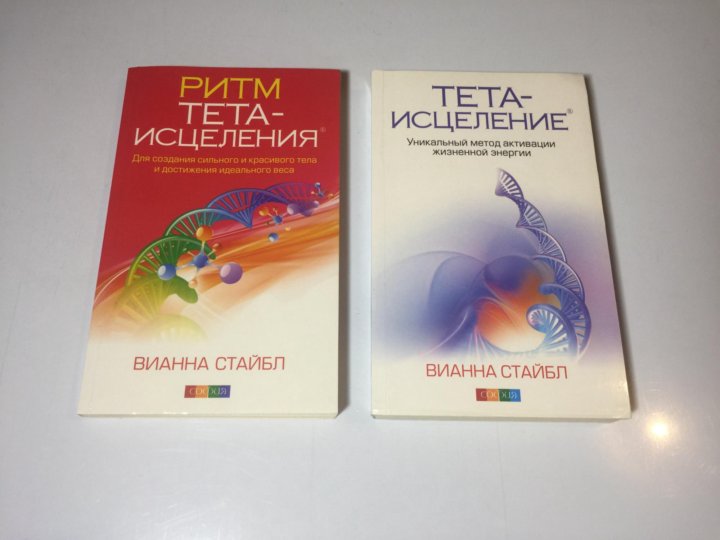 РИТМ
ТЕТА-
ИСЦЕЛЕНИЯ®
Для создания сильного и красивого тела
и достижения идеального веса
ВИАННА СТАЙБЛ
СОФИЯ
ТЕТА-
ИСЦЕЛЕНИЕ®
Уникальный метод активации
жизненной энергии
ВИАННА СТАЙБЛ
СОФИЯ